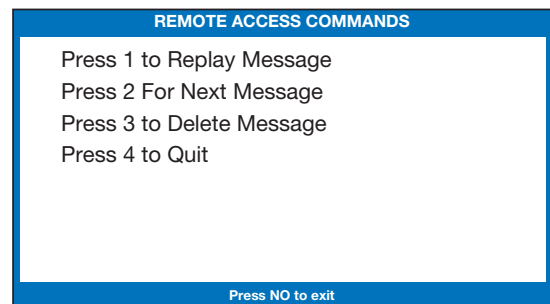 REMOTE ACCESS COMMANDS
Press 1 to Replay Message
Press 2 For Next Message
Press 3 to Delete Message
Press 4 to Quit
Press NO to exit